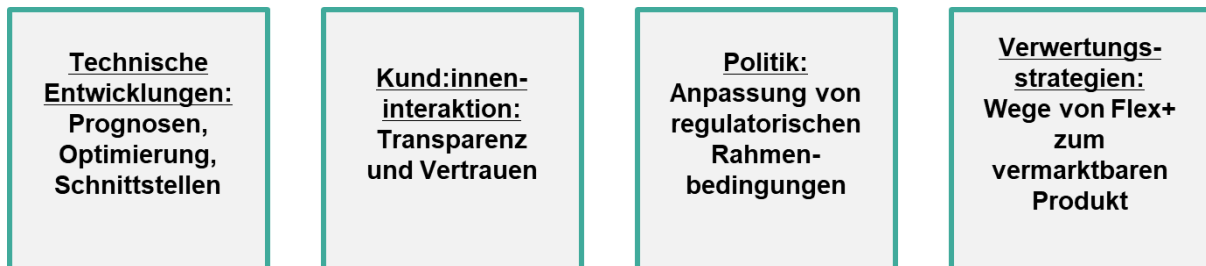 Technische
Entwicklungen:
Prognosen,
Optimierung,
Schnittstellen
Kund:innen-
interaktion:
Transparenz
und Vertrauen
Politik:
Anpassung von
regulatorischen
Rahmen-
bedingungen
Verwertungs-
strategien:
Wege von Flex+
zum
vermarktbaren
Produkt